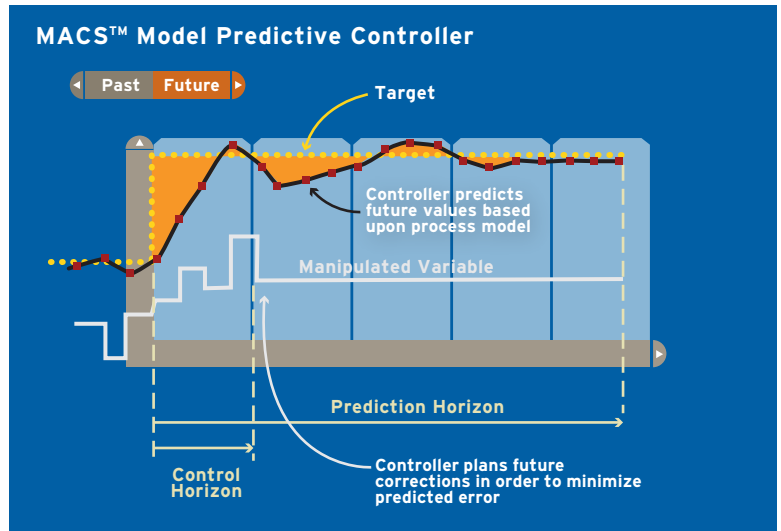 MACS™ Model Predictive Controller
Past Future
Target
Controller predicts
future values based
upon process model
Manipulated Variable
Prediction Horizon
Control
Horizon
Controller plans future
corrections in order to minimize
predicted error